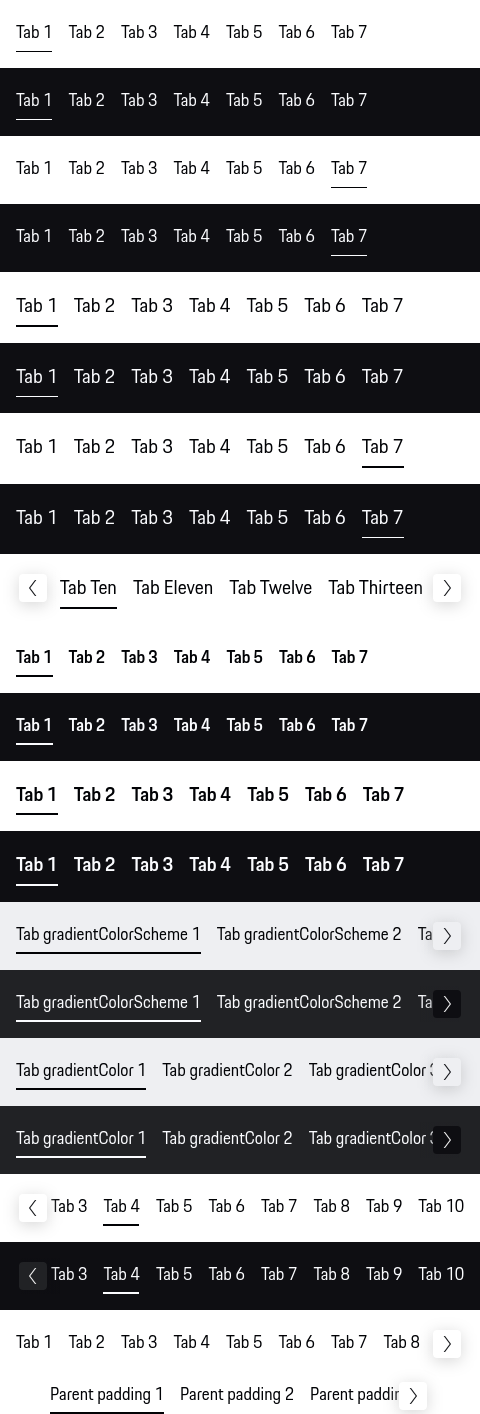 Tab 1 Tab 2 Tab 3 Tab 4 Tab 5 Tab 6 Tab 7
Tab 1 Tab 2 Tab 3 Tab 4 Tab 5 Tab 6 Tab 7
Tab 1 Tab 2 Tab 3 Tab 4 Tab 5 Tab 6 Tab 7
Tab 1 Tab 2 Tab 3 Tab 4 Tab 5 Tab 6 Tab 7
Tab 1 Tab 2 Tab 3 Tab 4 Tab 5 Tab 6 Tab 7
Tab 1 Tab 2 Tab 3 Tab 4 Tab 5 Tab 6 Tab 7
Tab 1 Tab 2 Tab 3 Tab 4 Tab 5 Tab 6 Tab 7
Tab 1 Tab 2 Tab 3 Tab 4 Tab 5 Tab 6 Tab 7
Tab Ten Tab Eleven Tab Twelve Tab Thirteen
Tab 1 Tab 2 Tab 3 Tab 4 Tab 5 Tab 6 Tab 7
Tab 1 Tab 2 Tab 3 Tab 4 Tab 5 Tab 6 Tab 7
Tab 1 Tab 2 Tab 3 Tab 4 Tab 5 Tab 6 Tab 7
Tab 1 Tab 2 Tab 3 Tab 4 Tab 5 Tab 6 Tab 7
Tab gradientColorScheme 1 Tab gradientColorScheme 2 Ta
Tab gradientColorScheme 1 Tab gradientColorScheme 2 Ta
Tab gradientColor 1 Tab gradientColor 2 Tab gradientColor
Tab gradientColor 1 Tab gradientColor 2 Tab gradientColor
Tab 3 Tab 4 Tab 5 Tab 6 Tab 7 Tab 8 Tab 9 Tab 10
Tab 3 Tab 4 Tab 5 Tab 6 Tab 7 Tab 8 Tab 9 Tab 10
Tab 1 Tab 2 Tab 3 Tab 4 Tab 5 Tab 6 Tab 7 Tab 8
Parent padding 1 Parent padding 2 Parent paddin